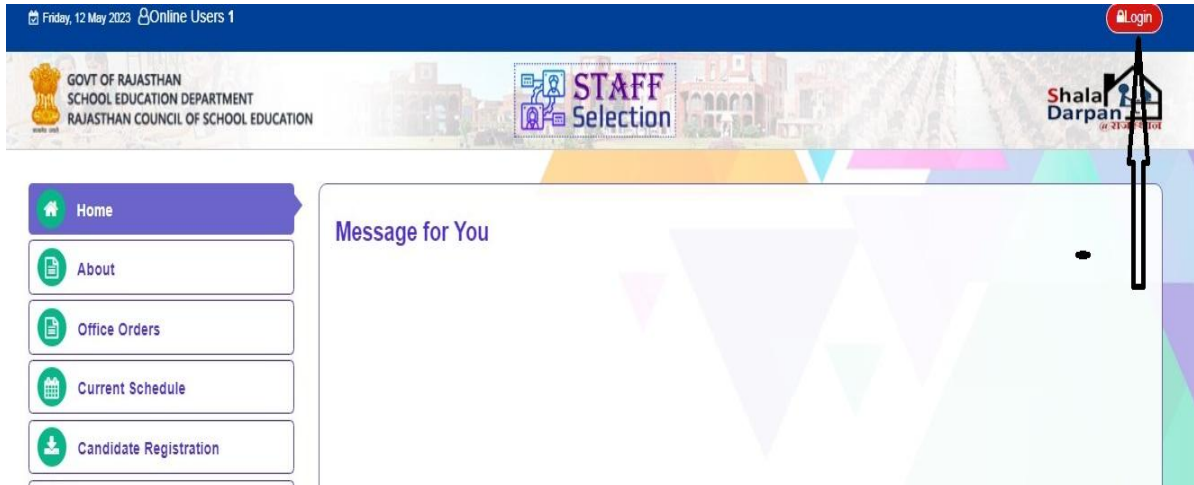 Friday, 12 May 2023 Online Users 1
Login
GOVT OF RAJASTHAN
SCHOOL EDUCATION DEPARTMENT
RAJASTHAN COUNCIL OF SCHOOL EDUCATION
STAFF
Selection
Shala
Darpan
Home
About
Office Orders
Current Schedule
Candidate Registration
Message for You